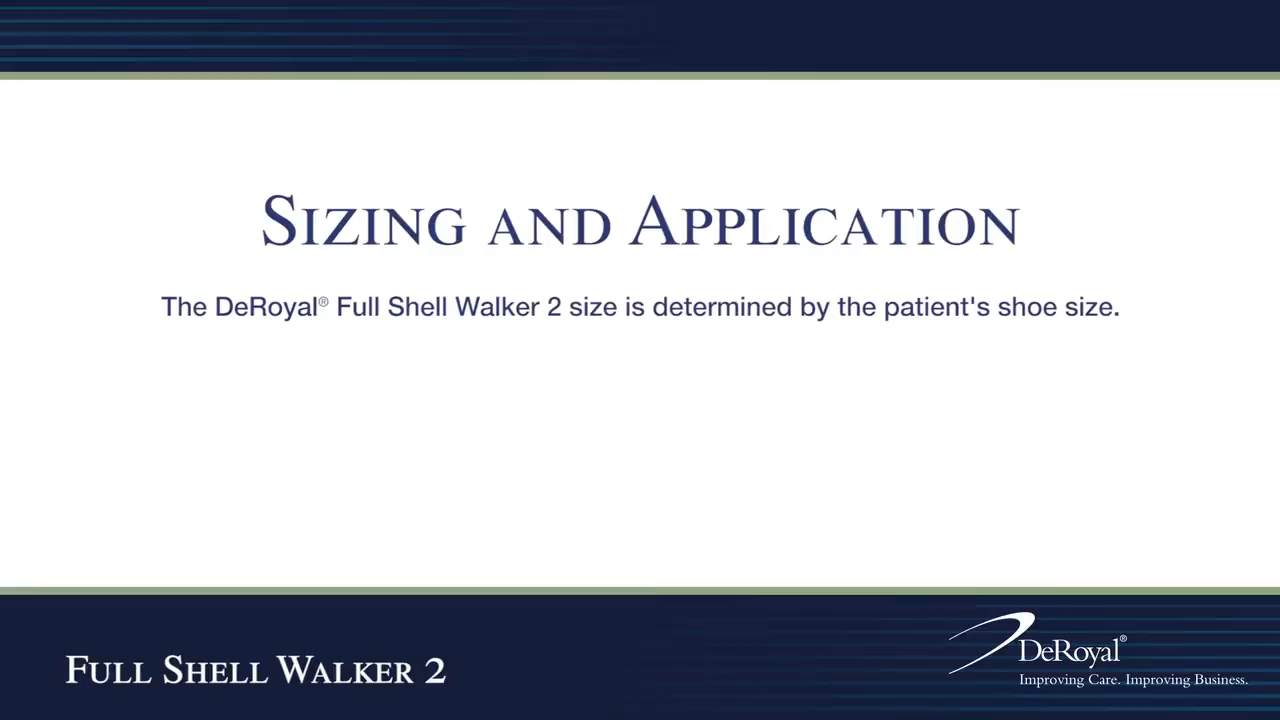 SIZING AND APPLICATION
The DeRoyal® Full Shell Walker 2 size is determined by the patient's shoe size.
FULL SHELL WALKER 2
DeRoyal®
Improving Care. Improving Business.